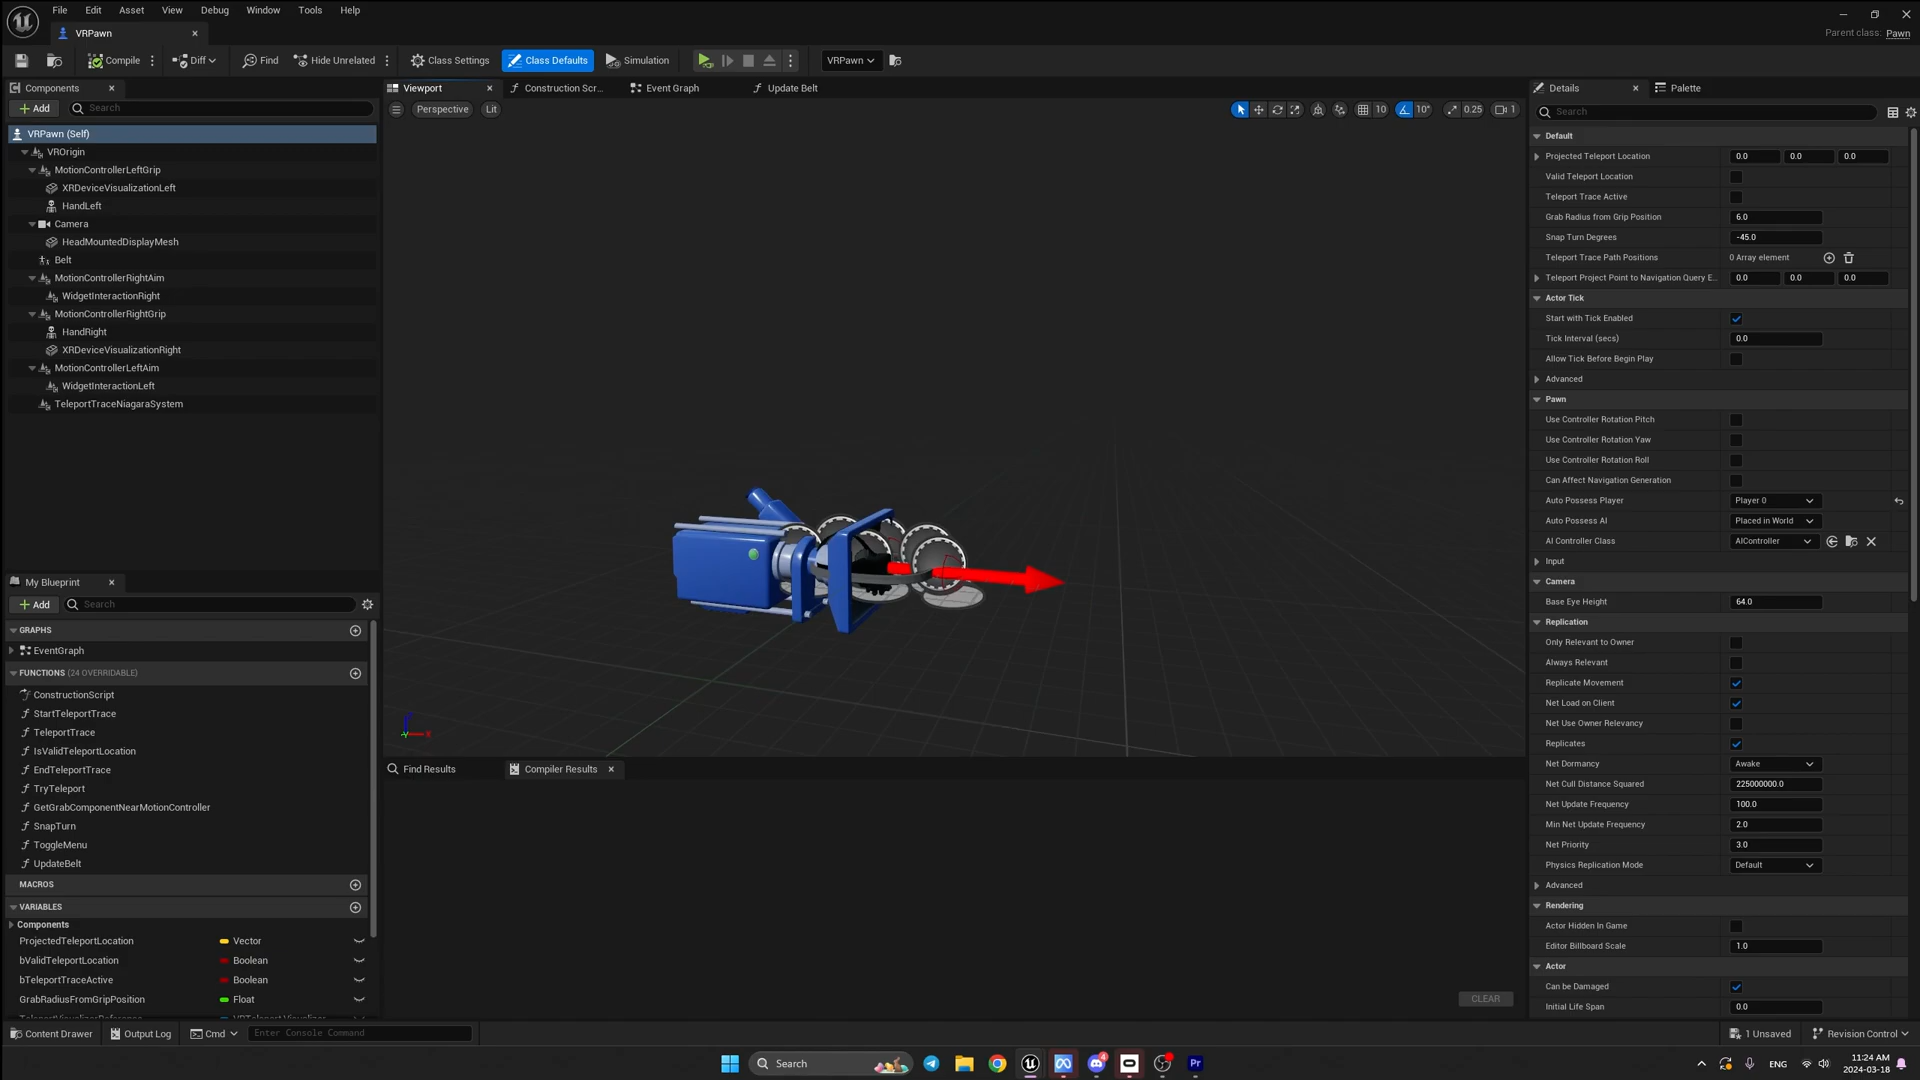 File Edit View Asset View Debug Window Tools Help
VRPawn
Parent class: Pawn
Compile Diff Find Hide Unrelated Class Settings Class Defaults Simulation VRPawn
Components
Viewport Construction Scr... Event Graph Update Belt
Details Palette
Add Search
Perspective Lit
10 10° 0.25 1
Search
VRPawn (Self)
VROrigin
MotionControllerLeftGrip
XRDeviceVisualizationLeft
HandLeft
Camera
HeadMountedDisplayMesh
Belt
MotionControllerRightAim
WidgetInteractionRight
MotionControllerRightGrip
HandRight
XRDeviceVisualizationRight
MotionControllerLeftAim
WidgetInteractionLeft
TeleportTraceNiagaraSystem
My Blueprint
Add Search
GRAPHS
EventGraph
FUNCTIONS (24 OVERRIDABLE)
ConstructionScript
StartTeleportTrace
TeleportTrace
IsValidTeleportLocation
EndTeleportTrace
TryTeleport
GetGrabComponentNearMotionController
SnapTurn
ToggleMenu
UpdateBelt
MACROS
VARIABLES
Components
ProjectedTeleportLocation Vector
bValidTeleportLocation Boolean
bTeleportTraceActive Boolean
GrabRadiusFromGripPosition Float
Find Results Compiler Results
CLEAR
Default
Projected Teleport Location 0.0 0.0 0.0
Valid Teleport Location
Teleport Trace Active
Grab Radius from Grip Position 6.0
Snap Turn Degrees -45.0
Teleport Trace Path Positions 0 Array element
Teleport Project Point to Navigation Query E... 0.0 0.0 0.0
Actor Tick
Start with Tick Enabled
Tick Interval (secs) 0.0
Allow Tick Before Begin Play
Advanced
Pawn
Use Controller Rotation Pitch
Use Controller Rotation Yaw
Use Controller Rotation Roll
Can Affect Navigation Generation
Auto Possess Player Player 0
Auto Possess AI Placed in World
AI Controller Class AIController
Input
Camera
Base Eye Height 64.0
Replication
Only Relevant to Owner
Always Relevant
Replicate Movement
Net Load on Client
Net Use Owner Relevancy
Replicates
Net Dormancy Awake
Net Cull Distance Squared 225000000.0
Net Update Frequency 100.0
Min Net Update Frequency 2.0
Net Priority 3.0
Physics Replication Mode Default
Advanced
Rendering
Actor Hidden In Game
Editor Billboard Scale 1.0
Actor
Can be Damaged
Initial Life Span 0.0
Content Drawer Output Log Cmd Enter Console Command
1 Unsaved Revision Control
Search
Pr
ENG
11:24 AM
2024-03-18